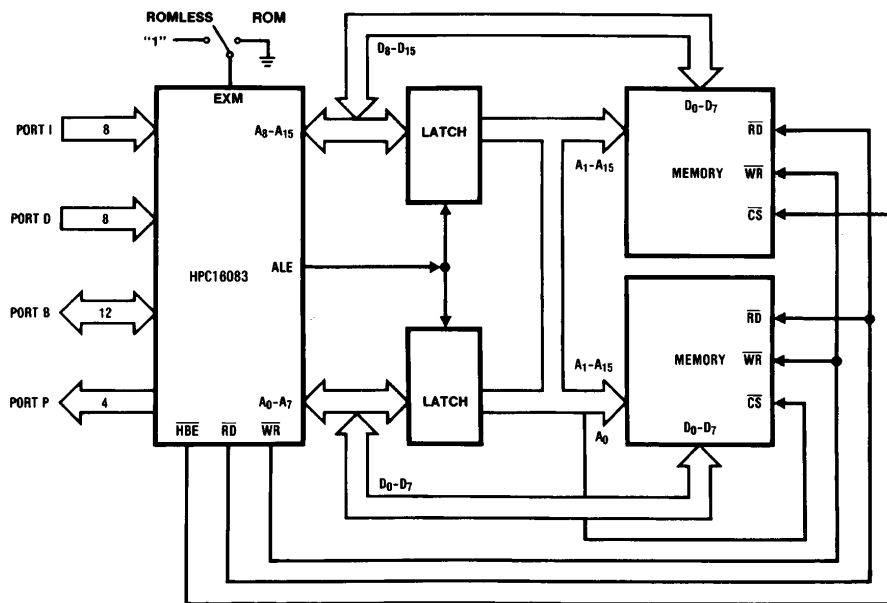 ROMLESS ROM
"1"
D8–D15
EXM
PORT I 8
A8–A15
LATCH
D0–D7
RD
A1–A15
MEMORY
WR
CS
PORT D 8
ALE
HPC16083
PORT B 12
RD
MEMORY
WR
A1–A15
PORT P 4
A0–A7
LATCH
CS
A0
D0–D7
HBE RD WR
D0–D7